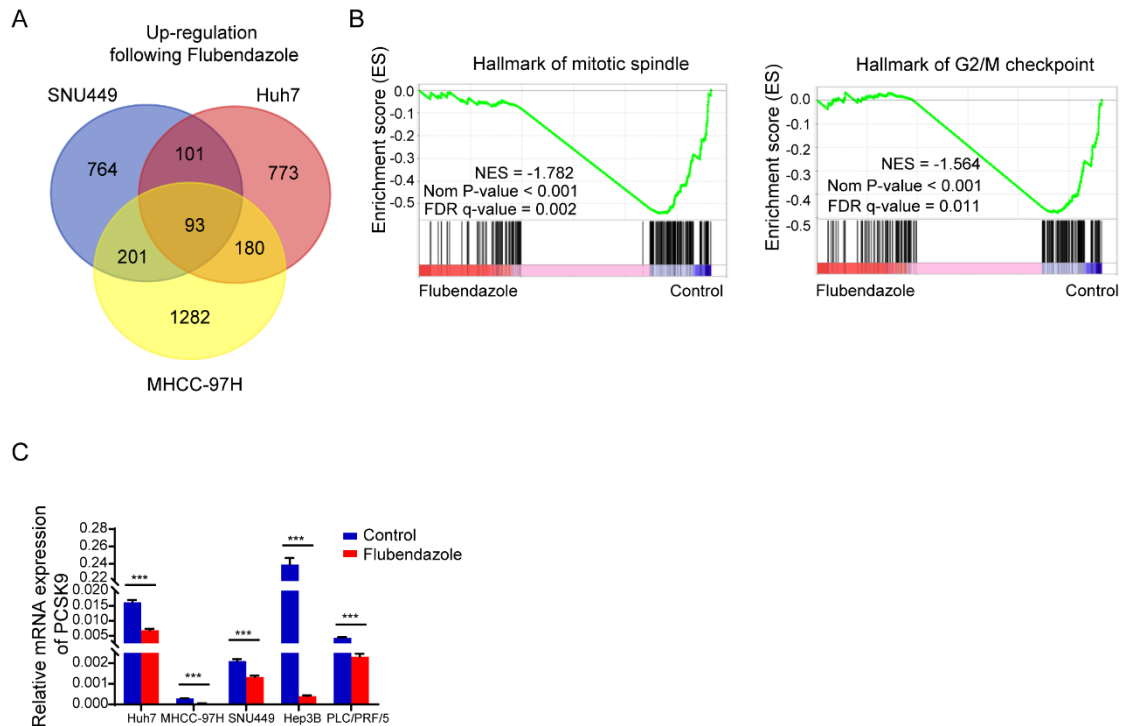 A
Up-regulation
following Flubendazole
SNU449
Huh7
764
101
773
93
201
180
1282
MHCC-97H
B
Hallmark of mitotic spindle
Enrichment score (ES)
0.0
-0.1
-0.2
-0.3
-0.4
-0.5
NES = -1.782
Nom P-value < 0.001
FDR q-value = 0.002
Flubendazole
Control
Hallmark of G2/M checkpoint
Enrichment score (ES)
0.0
-0.1
-0.2
-0.3
-0.4
-0.5
NES = -1.564
Nom P-value < 0.001
FDR q-value = 0.011
Flubendazole
Control
C
Relative mRNA expression
of PCSK9
0.28
0.26
0.24
0.22
0.020
0.015
0.010
0.005
0.002
0.001
0.000
***
***
***
***
***
Control
Flubendazole
Huh7
MHCC-97H
SNU449
Hep3B
PLC/PRF/5